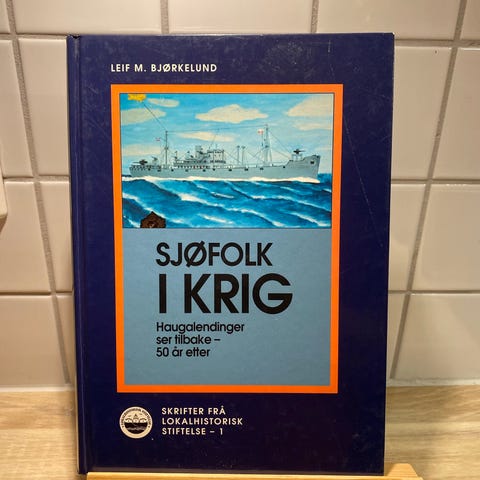 LEIF M. BJØRKELUND
SJØFOLK
I KRIG
Haugalendinger
ser tilbake –
50 år etter
SKRIFTER FRÅ
LOKALHISTORISK
STIFTELSE – 1